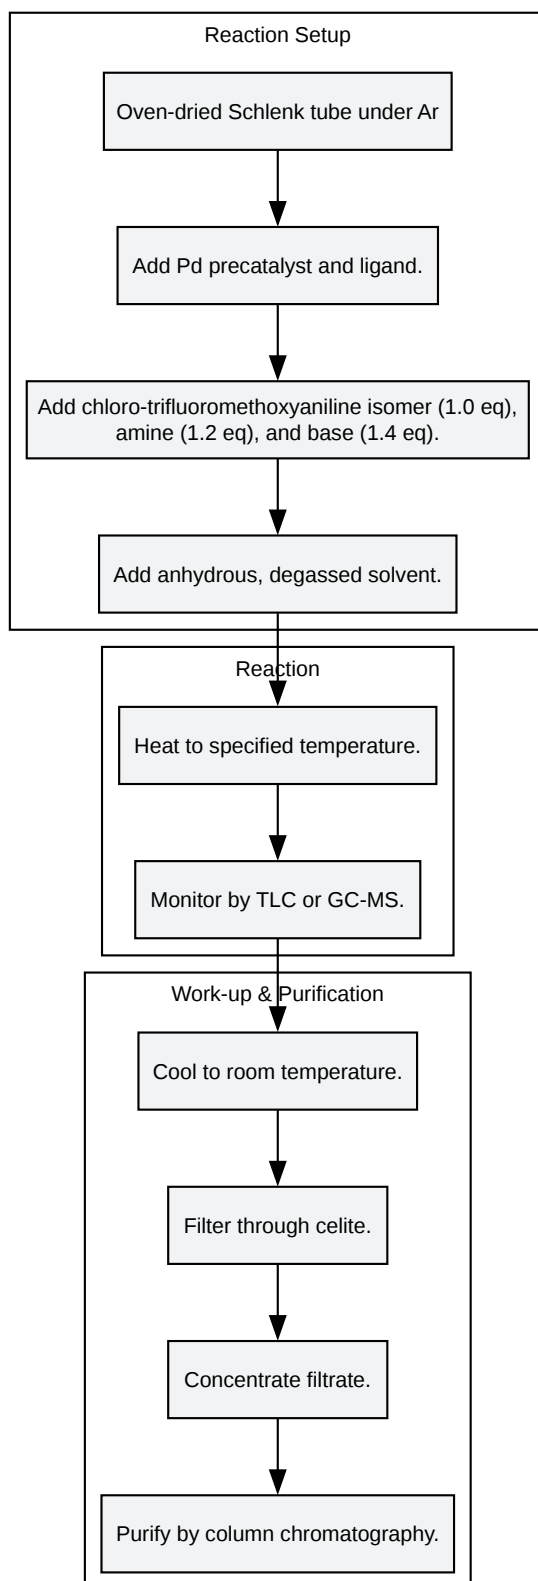 Reaction Setup
Oven-dried Schlenk tube under Ar
Add Pd precatalyst and ligand.
Add chloro-trifluoromethoxyaniline isomer (1.0 eq),
amine (1.2 eq), and base (1.4 eq).
Add anhydrous, degassed solvent.
Reaction
Heat to specified temperature.
Monitor by TLC or GC-MS.
Work-up & Purification
Cool to room temperature.
Filter through celite.
Concentrate filtrate.
Purify by column chromatography.